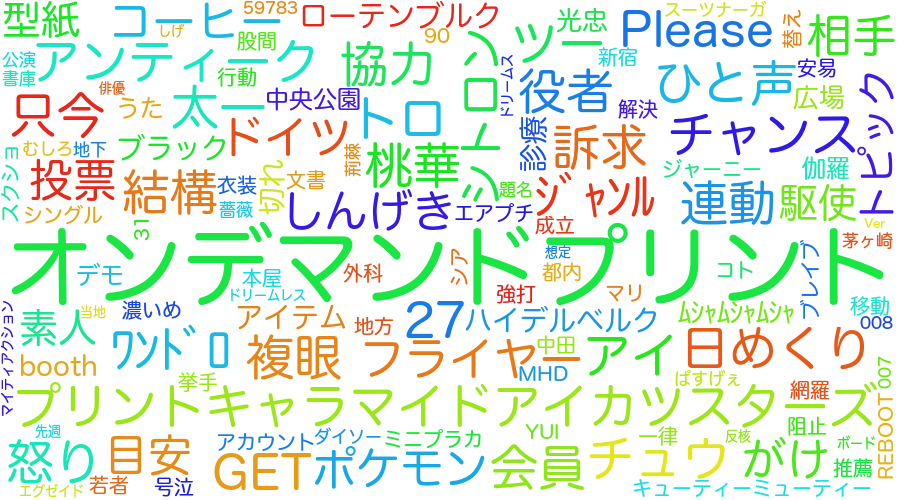 型紙
コーヒー
しげ
59783
ローテンブルク
光忠
Please
スーツナーガ
替え
相手
公演
アンティーク
股間
90
ツー
新宿
書庫
俳優
行動
協力
シトロン
ドリームス
役者
ひと声
安易
只今
うた
太一
中央公園
トロ
解決
広場
トピック
むしろ
地下
ブラック
ドイツ
荊棘
桃華
診療
訴求
チャンス
スクショ
投票
結構
衣装
切れ
文書
題名
ジャーニー
伽羅
シングル
薔薇
しんげき
エアプチ
ｼﾞｬﾝﾙ
連動
駆使
31
成立
Ver
オンデマンドプリント
想定
茅ヶ崎
デモ
本屋
外科
シア
都内
コト
ブレイブ
ドリームレス
強打
マリ
移動
マイティアクション
当地
濃いめ
アイテム
27
ハイデルベルク
ﾑｼｬﾑｼｬﾑｼｬ
008
素人
ﾜﾝﾄﾞﾛ
地方
複眼
フライヤー
中田
アイ
日めくり
booth
MHD
挙手
ぱすげぇ
007
網羅
プリントキャラマイドアイカツスターズ
REBOOT
先週
怒り
目安
アカウント
ダイソー
ミニプラカ
YUI
一律
反核
阻止
ボード
GET
ポケモン
会員
チュウ
がけ
推薦
エグゼイド
若者
号泣
キューティーミューティー